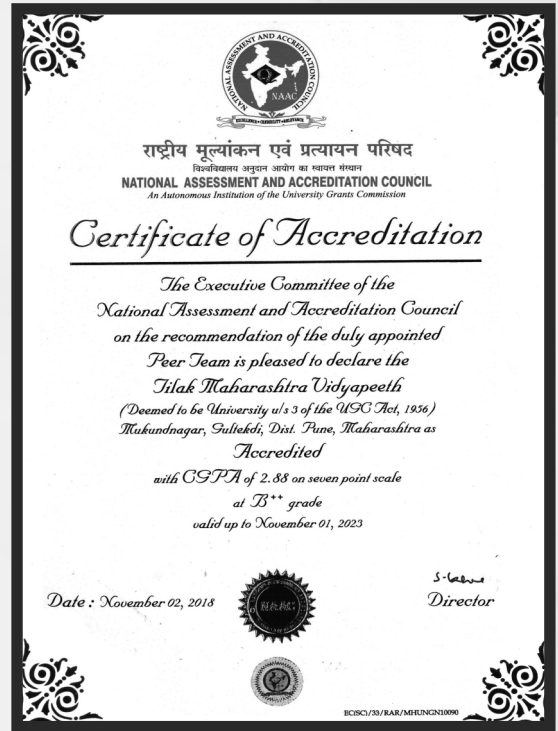 NATIONAL ASSESSMENT AND ACCREDITATION COUNCIL
NAAC
EXCELLENCE • CREDIBILITY • RELEVANCE
राष्ट्रीय मूल्यांकन एवं प्रत्यायन परिषद
विश्वविद्यालय अनुदान आयोग का स्वायत्त संस्थान
NATIONAL ASSESSMENT AND ACCREDITATION COUNCIL
An Autonomous Institution of the University Grants Commission
Certificate of Accreditation
The Executive Committee of the
National Assessment and Accreditation Council
on the recommendation of the duly appointed
Peer Team is pleased to declare the
Tilak Maharashtra Vidyapeeth
(Deemed to be University u/s 3 of the UGC Act, 1956)
Mukundnagar, Gultekdi, Dist. Pune, Maharashtra as
Accredited
with CGPA of 2.88 on seven point scale
at B++ grade
valid up to November 01, 2023
Date : November 02, 2018
Director
EC(SC)/33/RAR/MHUNGN10090